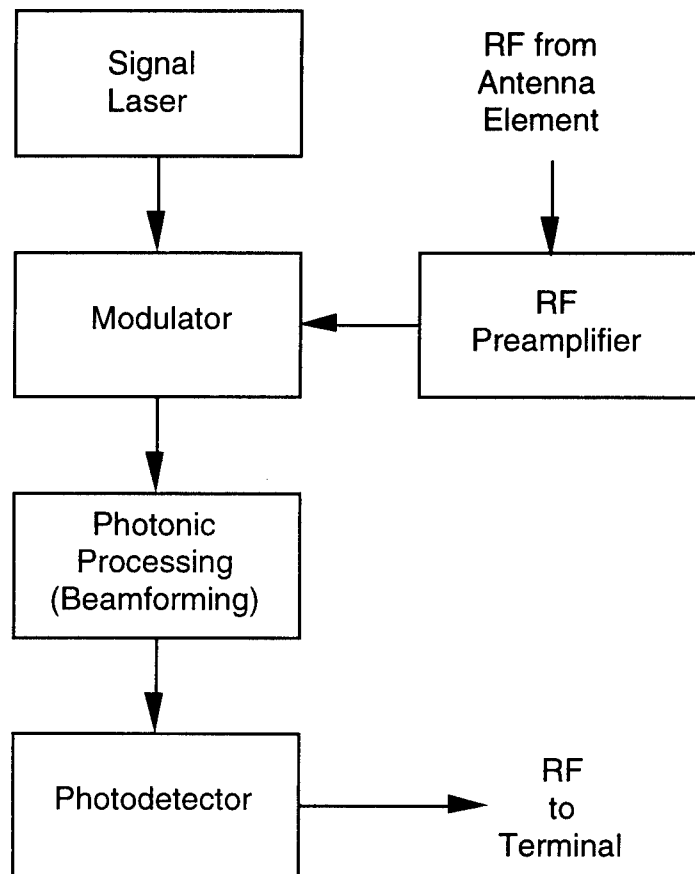 Signal
Laser
RF from
Antenna
Element
Modulator
RF
Preamplifier
Photonic
Processing
(Beamforming)
Photodetector
RF
to
Terminal